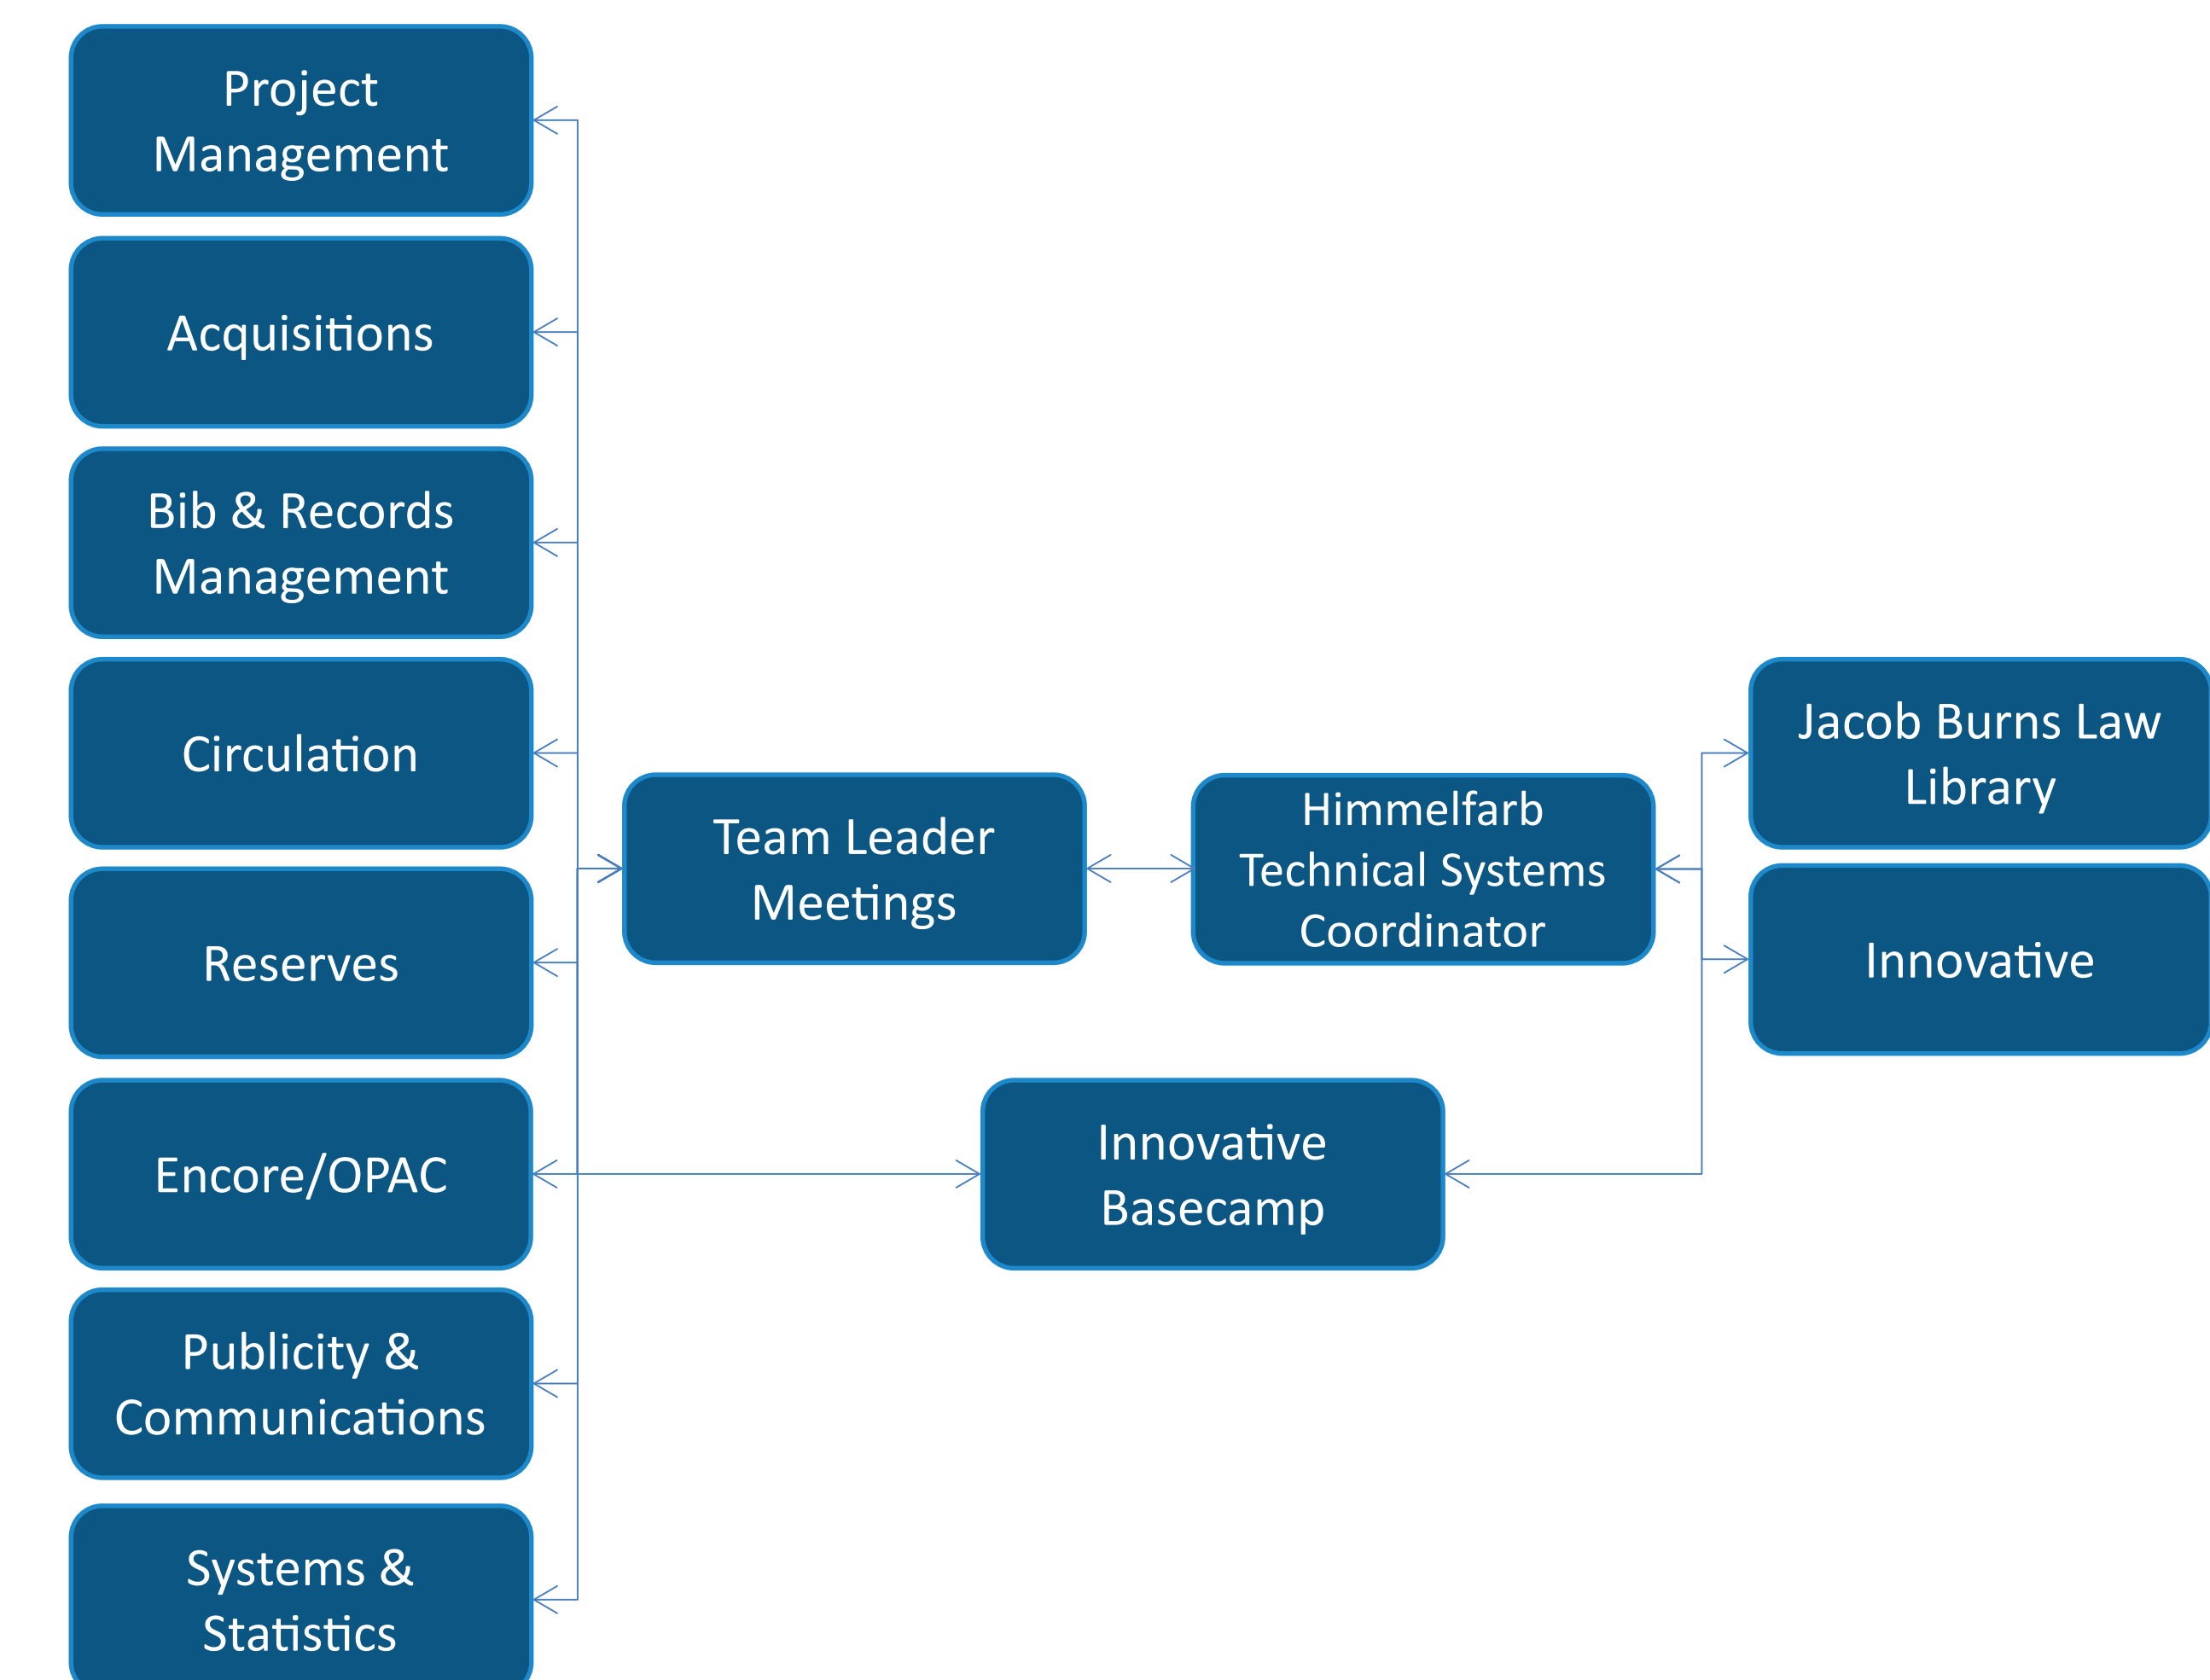 Project
Management
Acquisitions
Bib & Records
Management
Circulation
Reserves
Encore/OPAC
Publicity &
Communications
Systems &
Statistics
Team Leader
Meetings
Himmelfarb
Technical Systems
Coordinator
Innovative
Basecamp
Jacob Burns Law
Library
Innovative